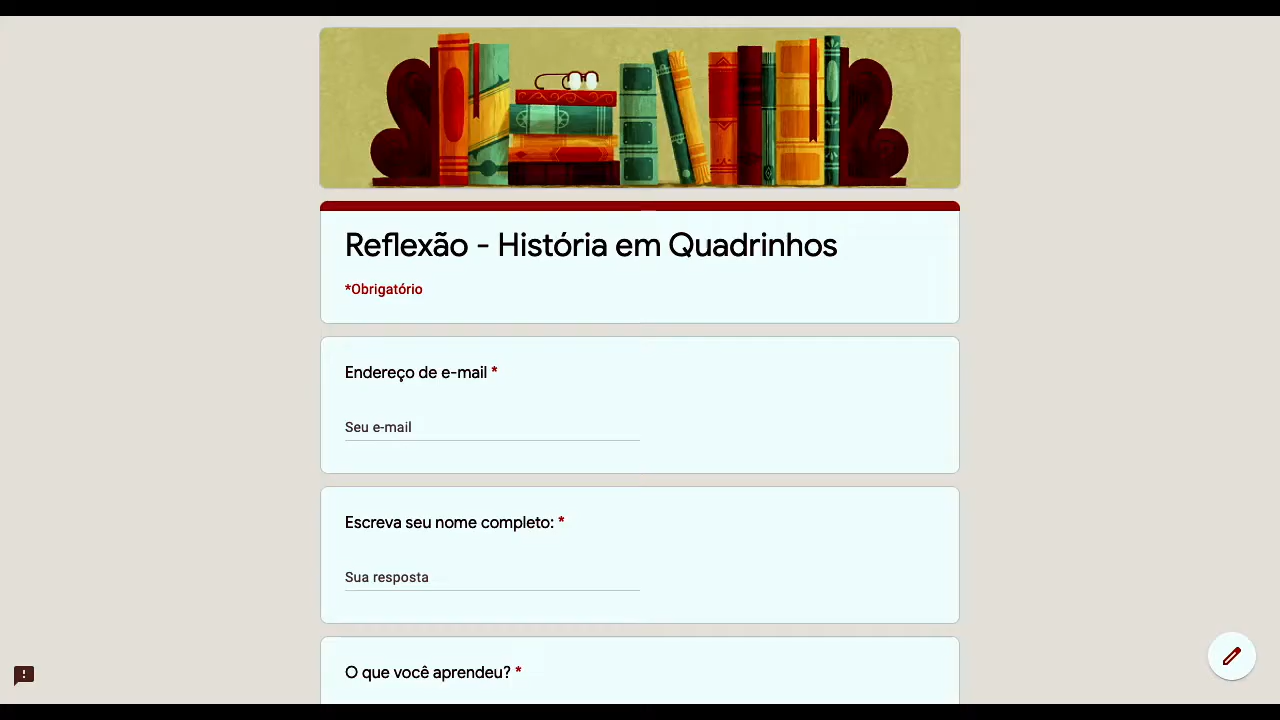 Reflexão - História em Quadrinhos
*Obrigatório
Endereço de e-mail *
Seu e-mail
Escreva seu nome completo: *
Sua resposta
O que você aprendeu? *